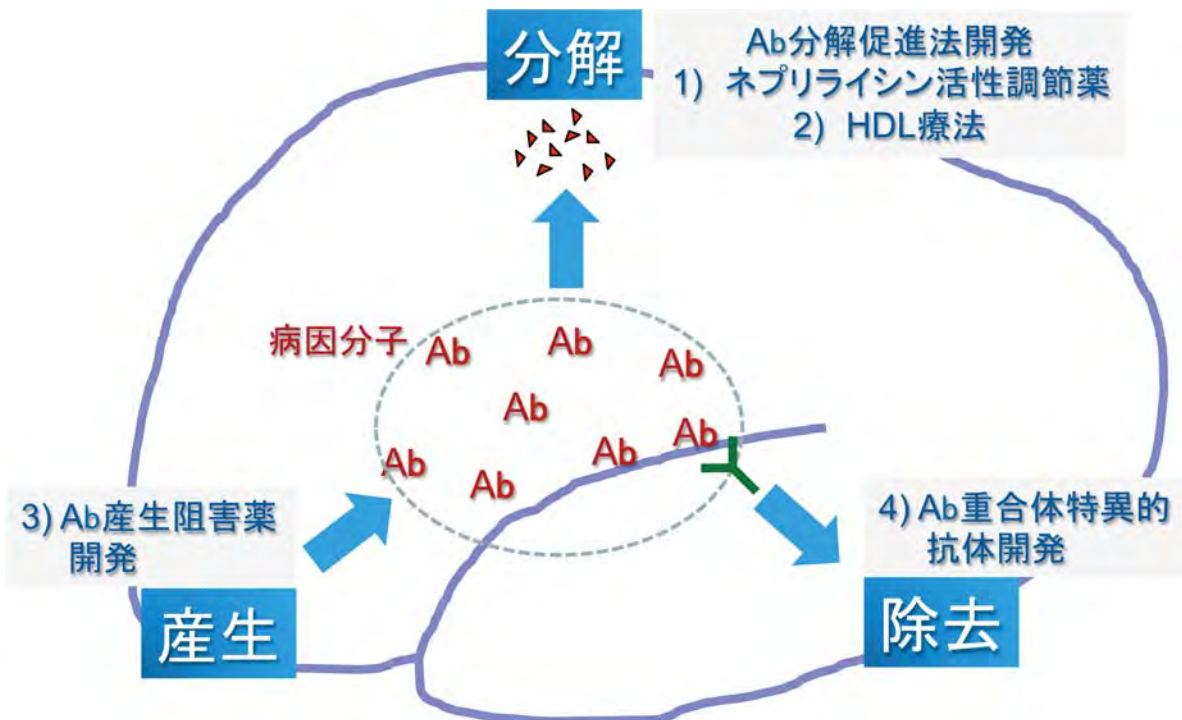 分解
Ab分解促進法開発
1) ネプリライシン活性調節薬
2) HDL療法
病因分子
Ab
Ab
Ab
Ab
Ab
Ab
Ab
Ab
3) Ab産生阻害薬
開発
産生
4) Ab重合体特異的
抗体開発
除去